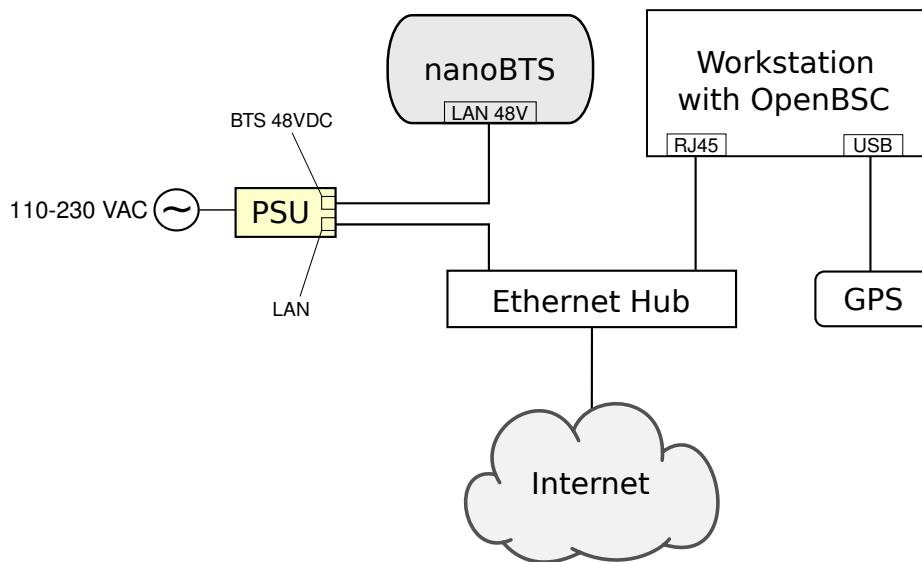 nanoBTS
LAN 48V
Workstation
with OpenBSC
RJ45
USB
BTS 48VDC
110-230 VAC
~
PSU
LAN
Ethernet Hub
GPS
Internet